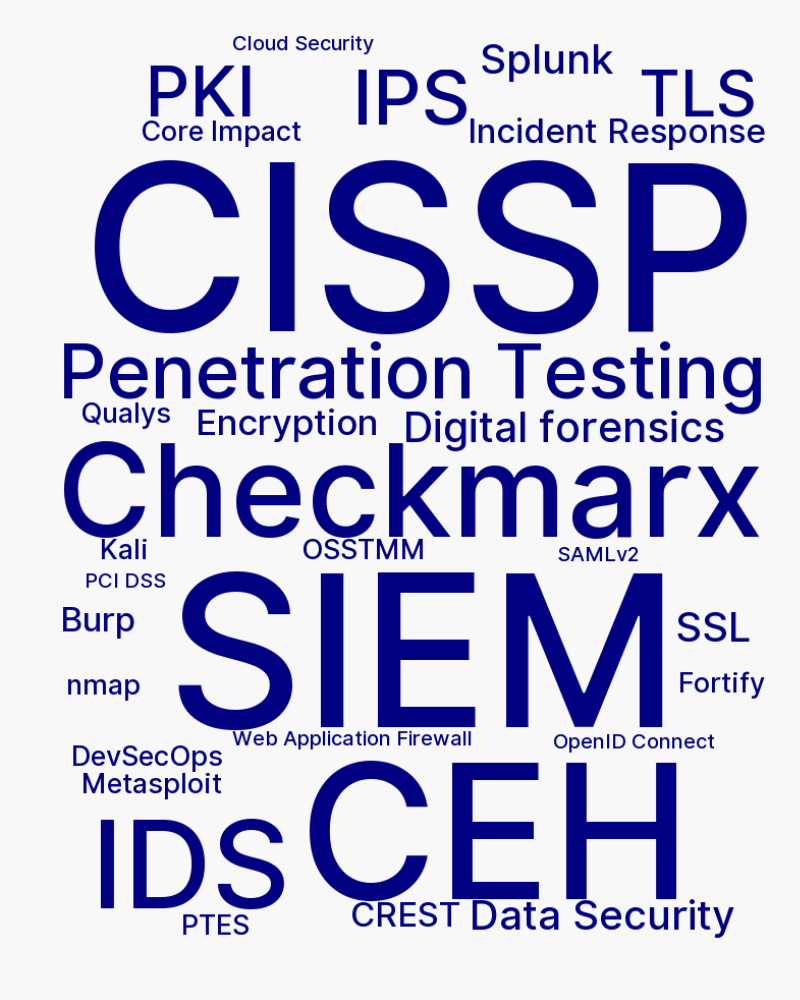 Cloud Security
Splunk
PKI IPS TLS
Core Impact Incident Response
CISSP
Penetration Testing
Qualys Encryption Digital forensics
Checkmarx
Kali OSSTMM SAMLv2
PCI DSS
SIEM
Burp SSL
nmap Fortify
Web Application Firewall OpenID Connect
DevSecOps
Metasploit
CEH
IDS
PTES CREST Data Security